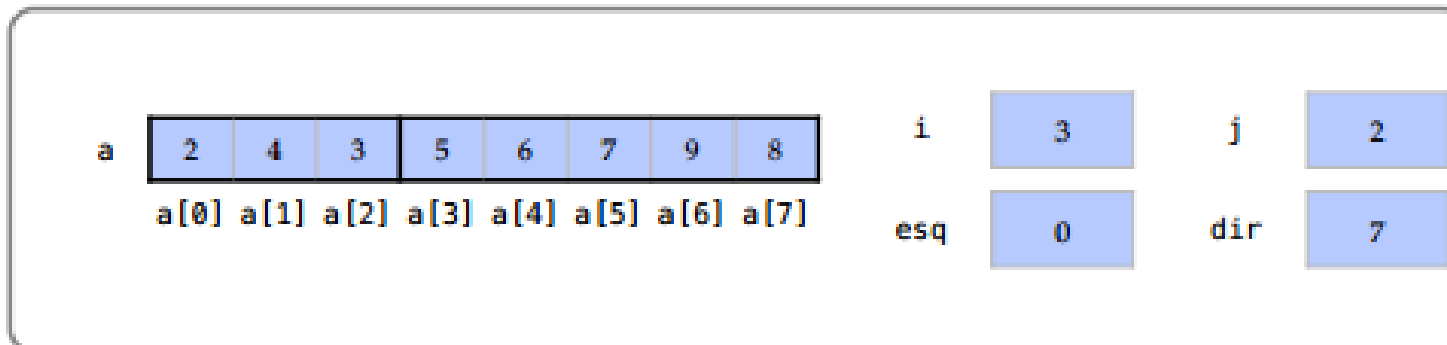 i 3 j 2
a 2 4 3 5 6 7 9 8
a[0] a[1] a[2] a[3] a[4] a[5] a[6] a[7]
esq 0 dir 7